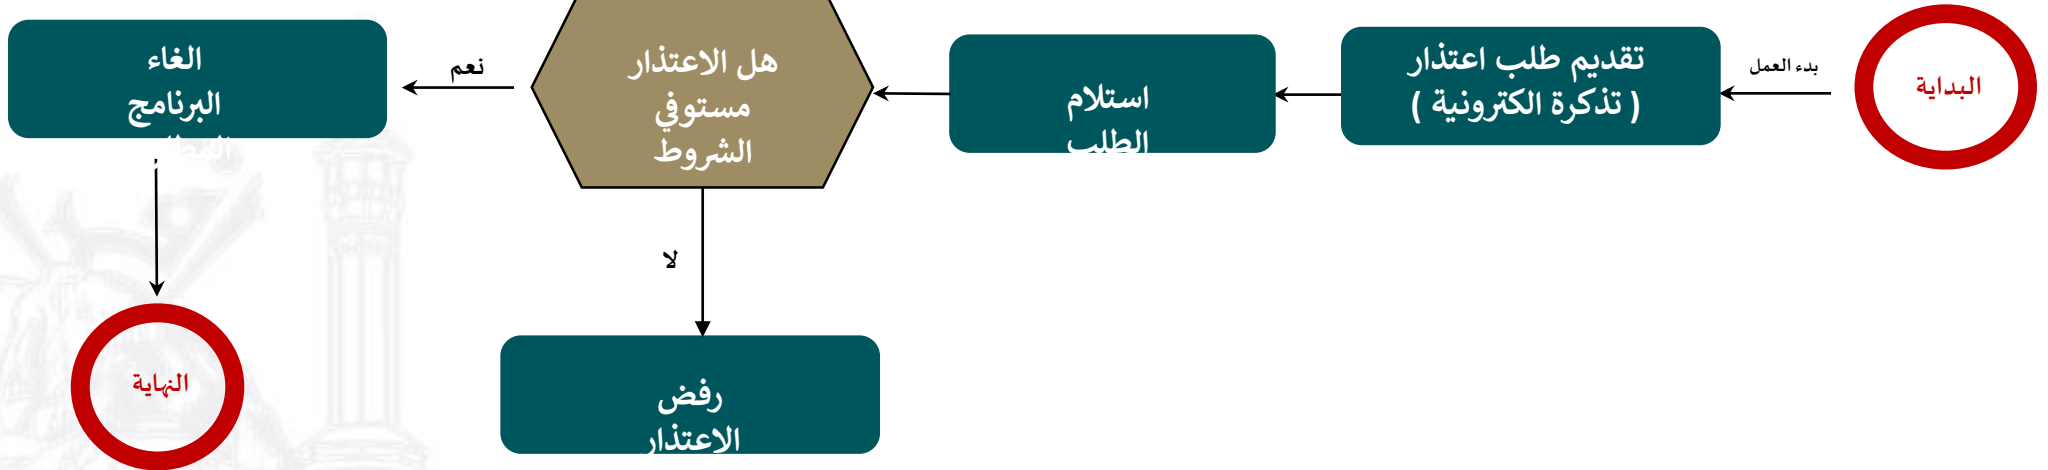 البداية
بدء العمل
تقديم طلب اعتذار
( تذكرة الكترونية )
استلام
الطلب
هل الاعتذار
مستوفي
الشروط
نعم
الغاء
البرنامج
لا
رفض
الاعتذار
النهاية